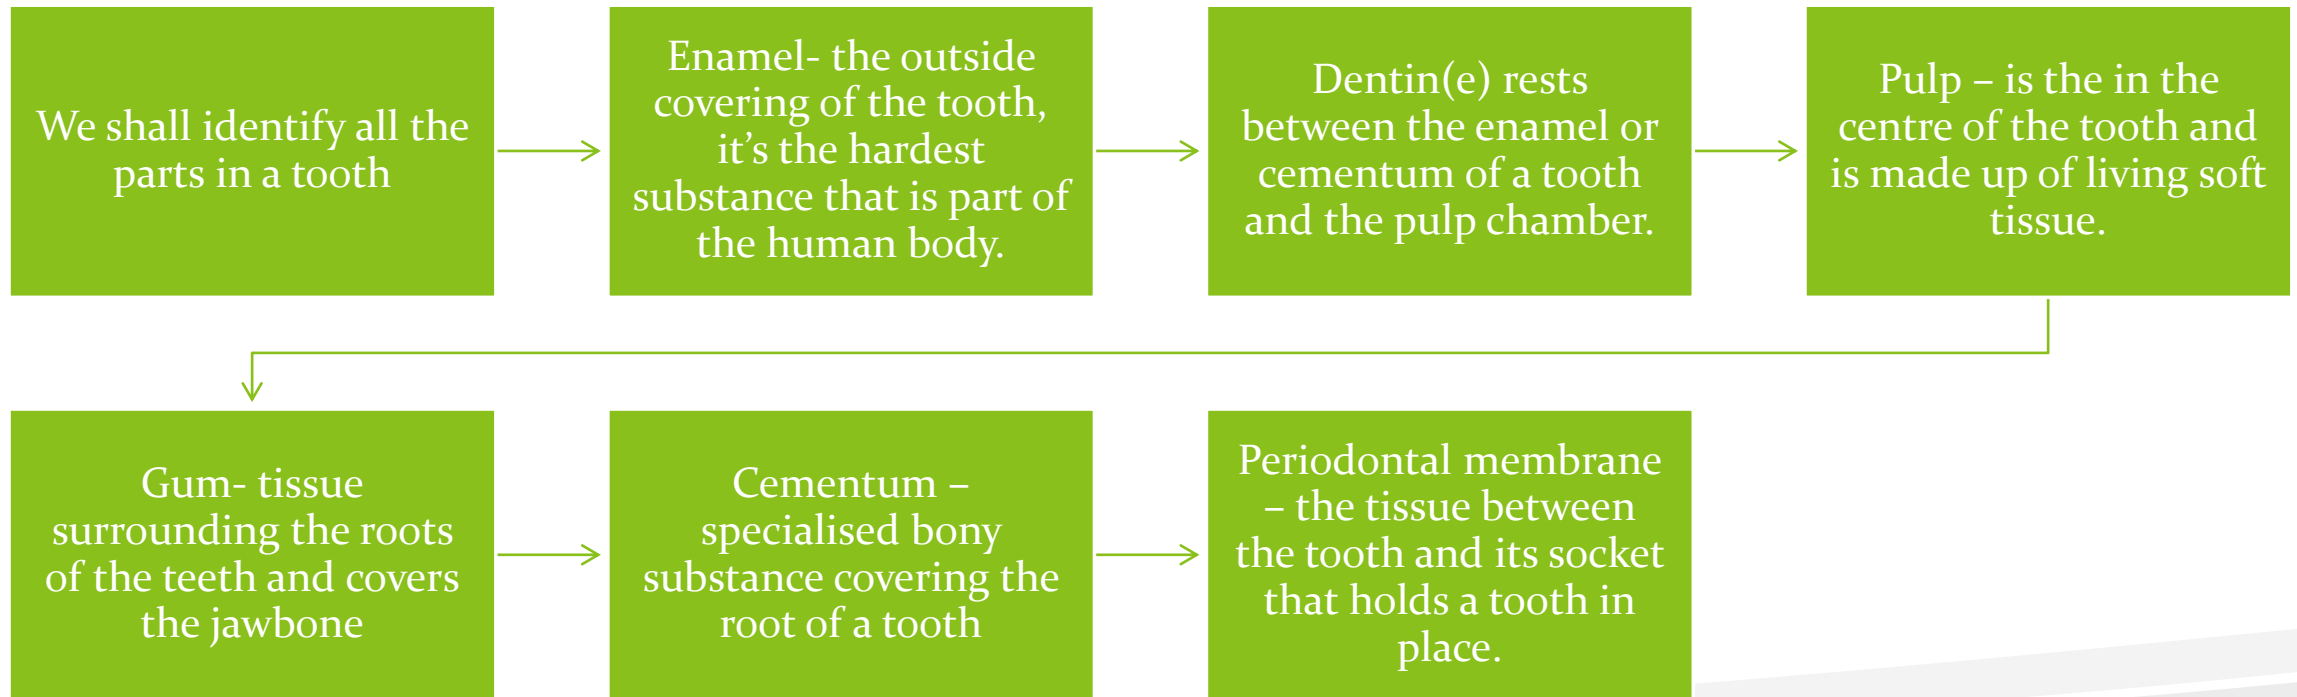 We shall identify all the
parts in a tooth
Enamel- the outside
covering of the tooth,
it's the hardest
substance that is part of
the human body.
Dentin(e) rests
between the enamel or
cementum of a tooth
and the pulp chamber.
Pulp – is the in the
centre of the tooth and
is made up of living soft
tissue.
Gum- tissue
surrounding the roots
of the teeth and covers
the jawbone
Cementum –
specialised bony
substance covering the
root of a tooth
Periodontal membrane
– the tissue between
the tooth and its socket
that holds a tooth in
place.